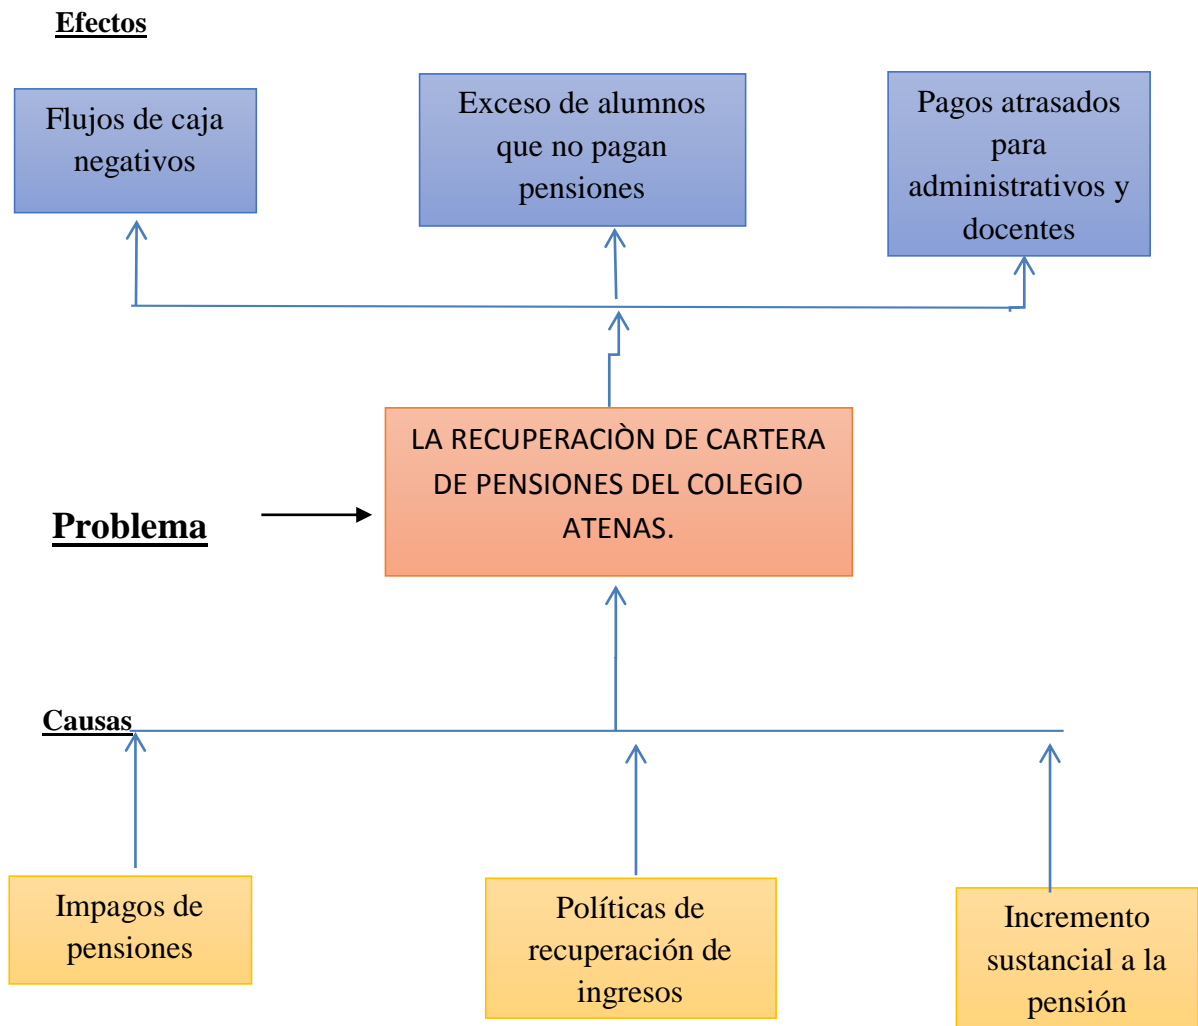 Efectos
Flujos de caja
negativos
Exceso de alumnos
que no pagan
pensiones
Pagos atrasados
para
administrativos y
docentes
LA RECUPERACIÒN DE CARTERA
DE PENSIONES DEL COLEGIO
ATENAS.
Problema
Causas
Impagos de
pensiones
Políticas de
recuperación de
ingresos
Incremento
sustancial a la
pensión